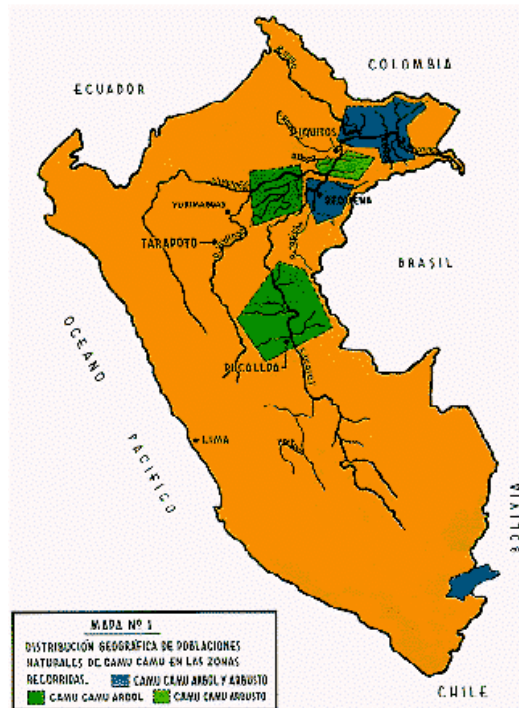 COLOMBIA
ECUADOR
IQUITOS
YURIMAGUAS
REQUENA
TARAPOTO
BRASIL
OCEANO
PACIFICO
PUCALLPA
UCAYALI
LIMA
BOLIVIA
CHILE
MAPA Nº 1
DISTRIBUCIÓN GEOGRÁFICA DE POBLACIONES
NATURALES DE CAMU CAMU EN LAS ZONAS
RECORRIDAS. CAMU CAMU ARBOL Y ARBUSTO
CAMU CAMU ARBOL CAMU CAMU ARBUSTO